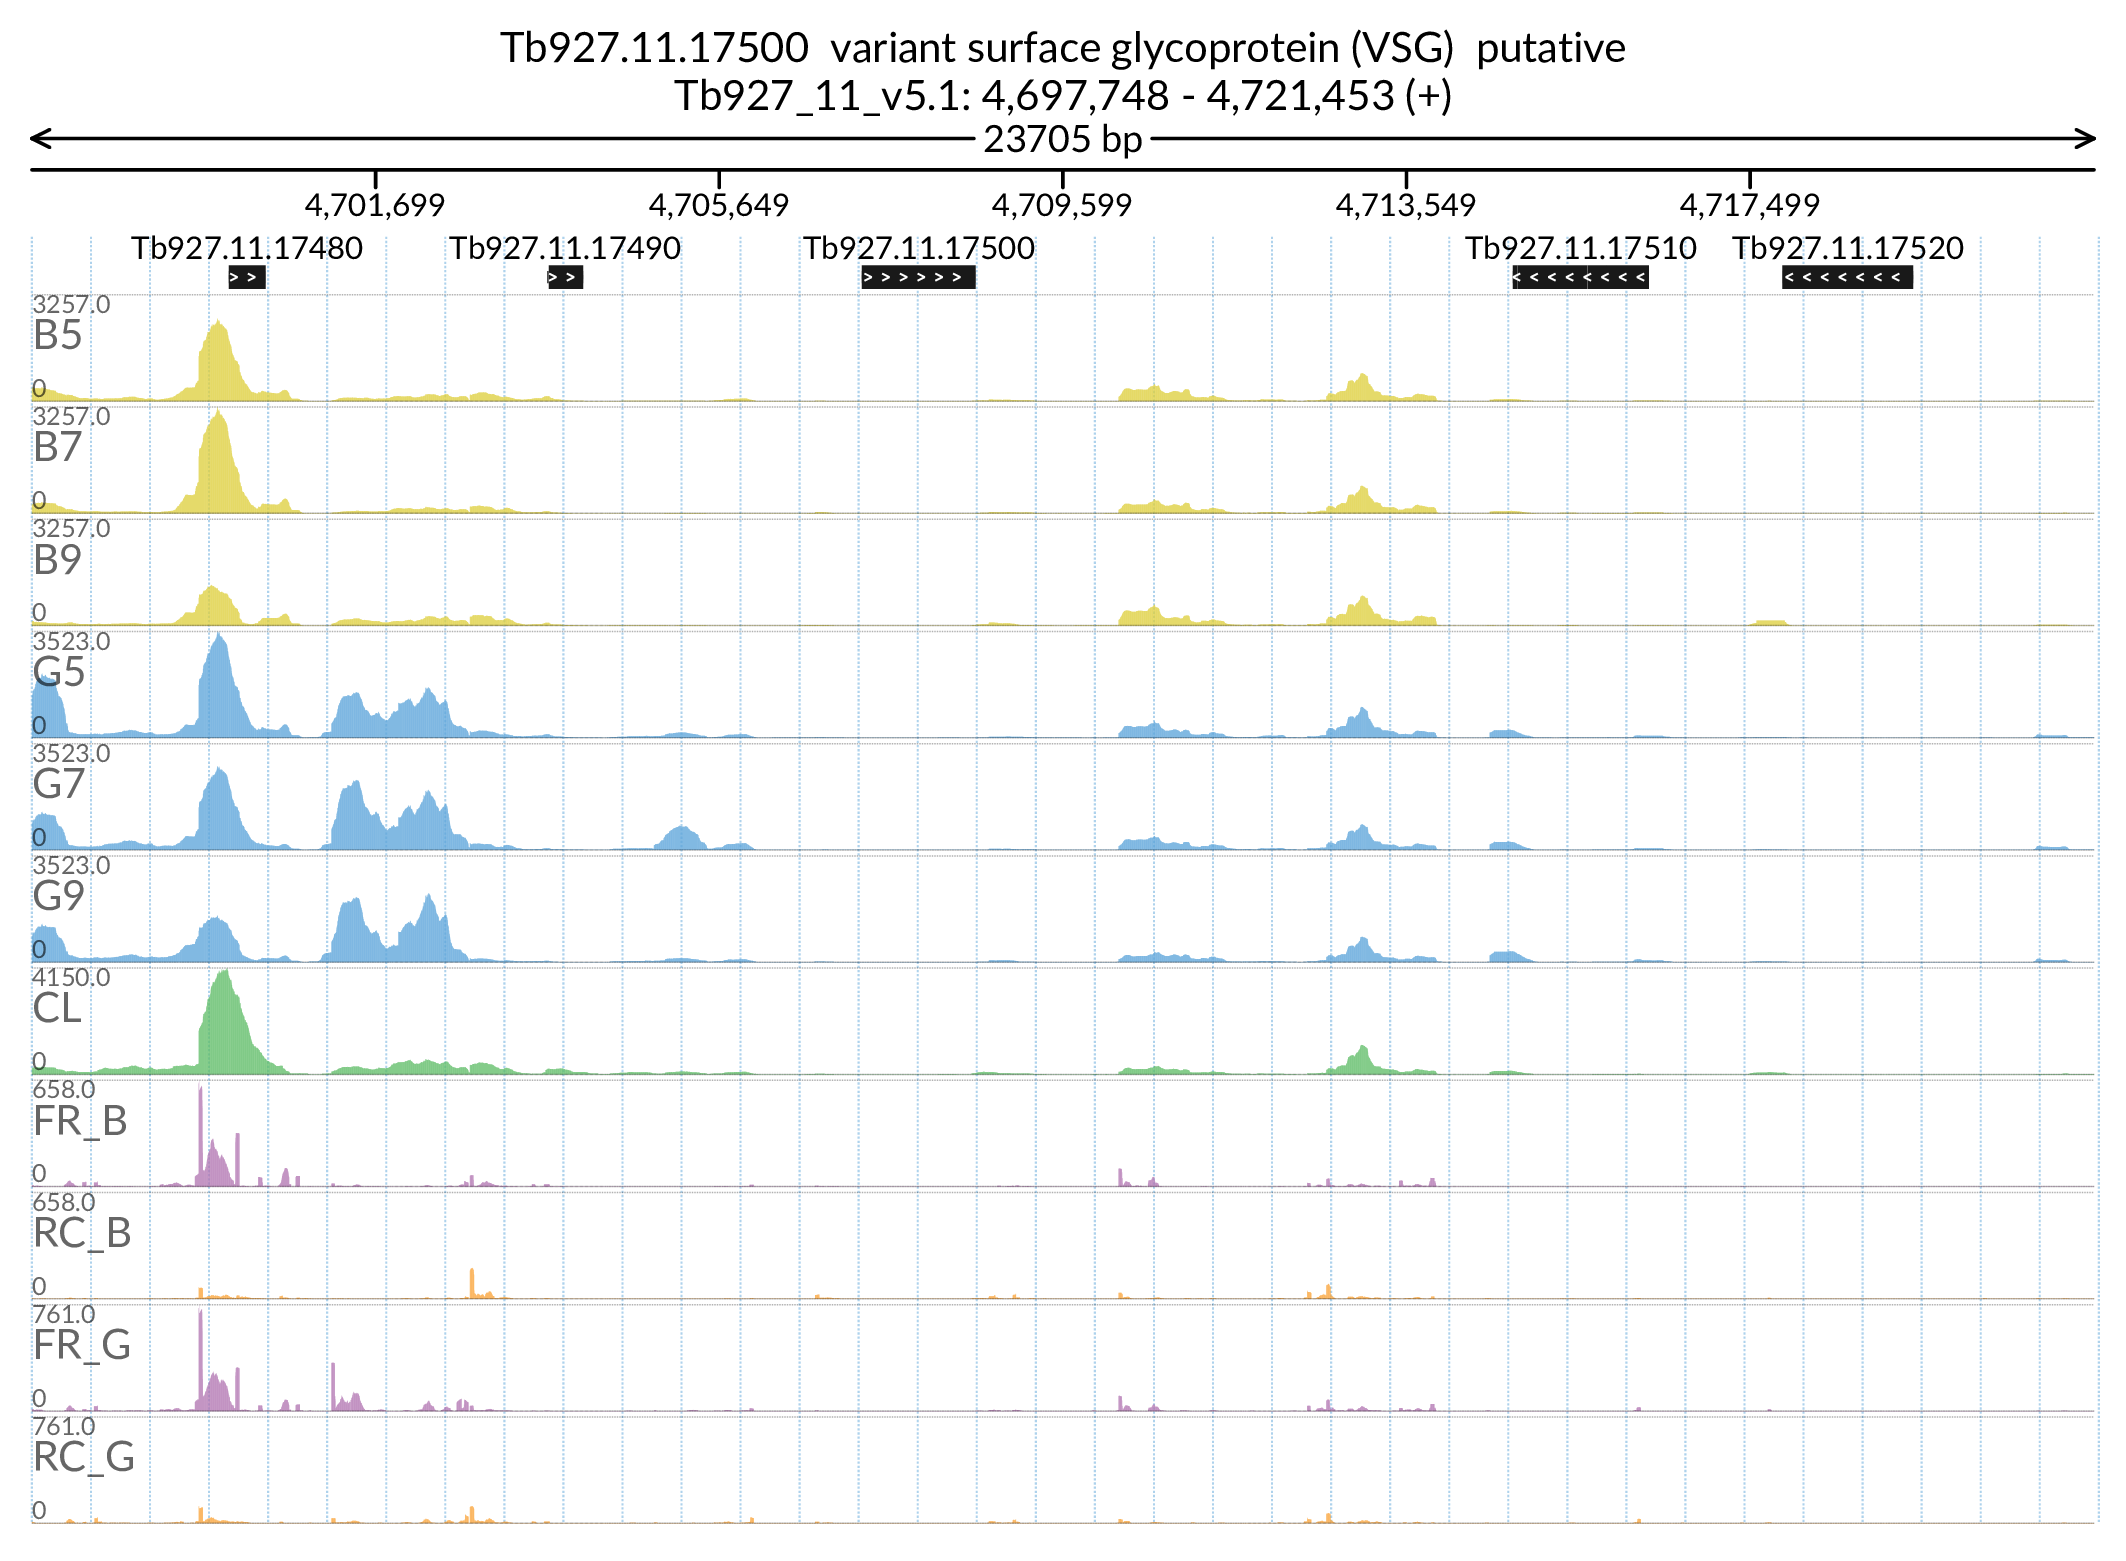 Tb927.11.17500  variant surface glycoprotein (VSG)  putative
Tb927_11_v5.1: 4,697,748 - 4,721,453 (+)
23705 bp
4,701,699 4,705,649 4,709,599 4,713,549 4,717,499
Tb927.11.17480 Tb927.11.17490 Tb927.11.17500 Tb927.11.17510 Tb927.11.17520
3257.0
B5
0
3257.0
B7
0
3257.0
B9
0
3523.0
G5
0
3523.0
G7
0
3523.0
G9
0
4150.0
CL
0
658.0
FR_B
0
658.0
RC_B
0
761.0
FR_G
0
761.0
RC_G
0